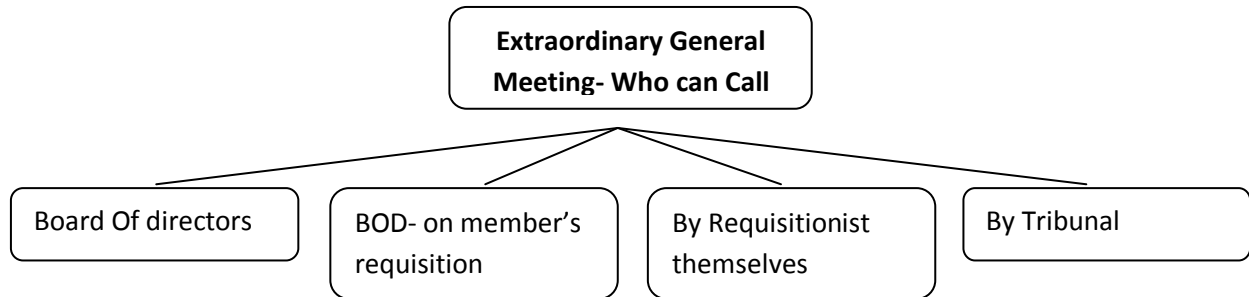 Extraordinary General
Meeting- Who can Call
Board Of directors
BOD- on member’s
requisition
By Requisitionist
themselves
By Tribunal